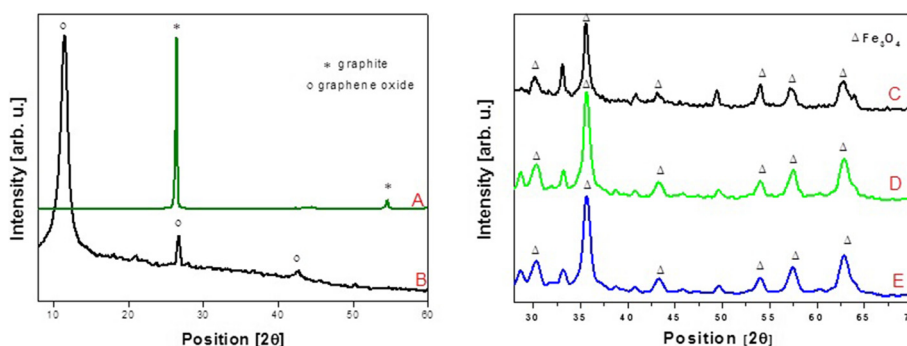 * graphite
o graphene oxide
Intensity [arb. u.]
A
B
10 20 30 40 50 60
Position [2θ]
Δ Fe₃O₄
Intensity [arb. u.]
C
D
E
30 35 40 45 50 55 60 65 70
Position [2θ]